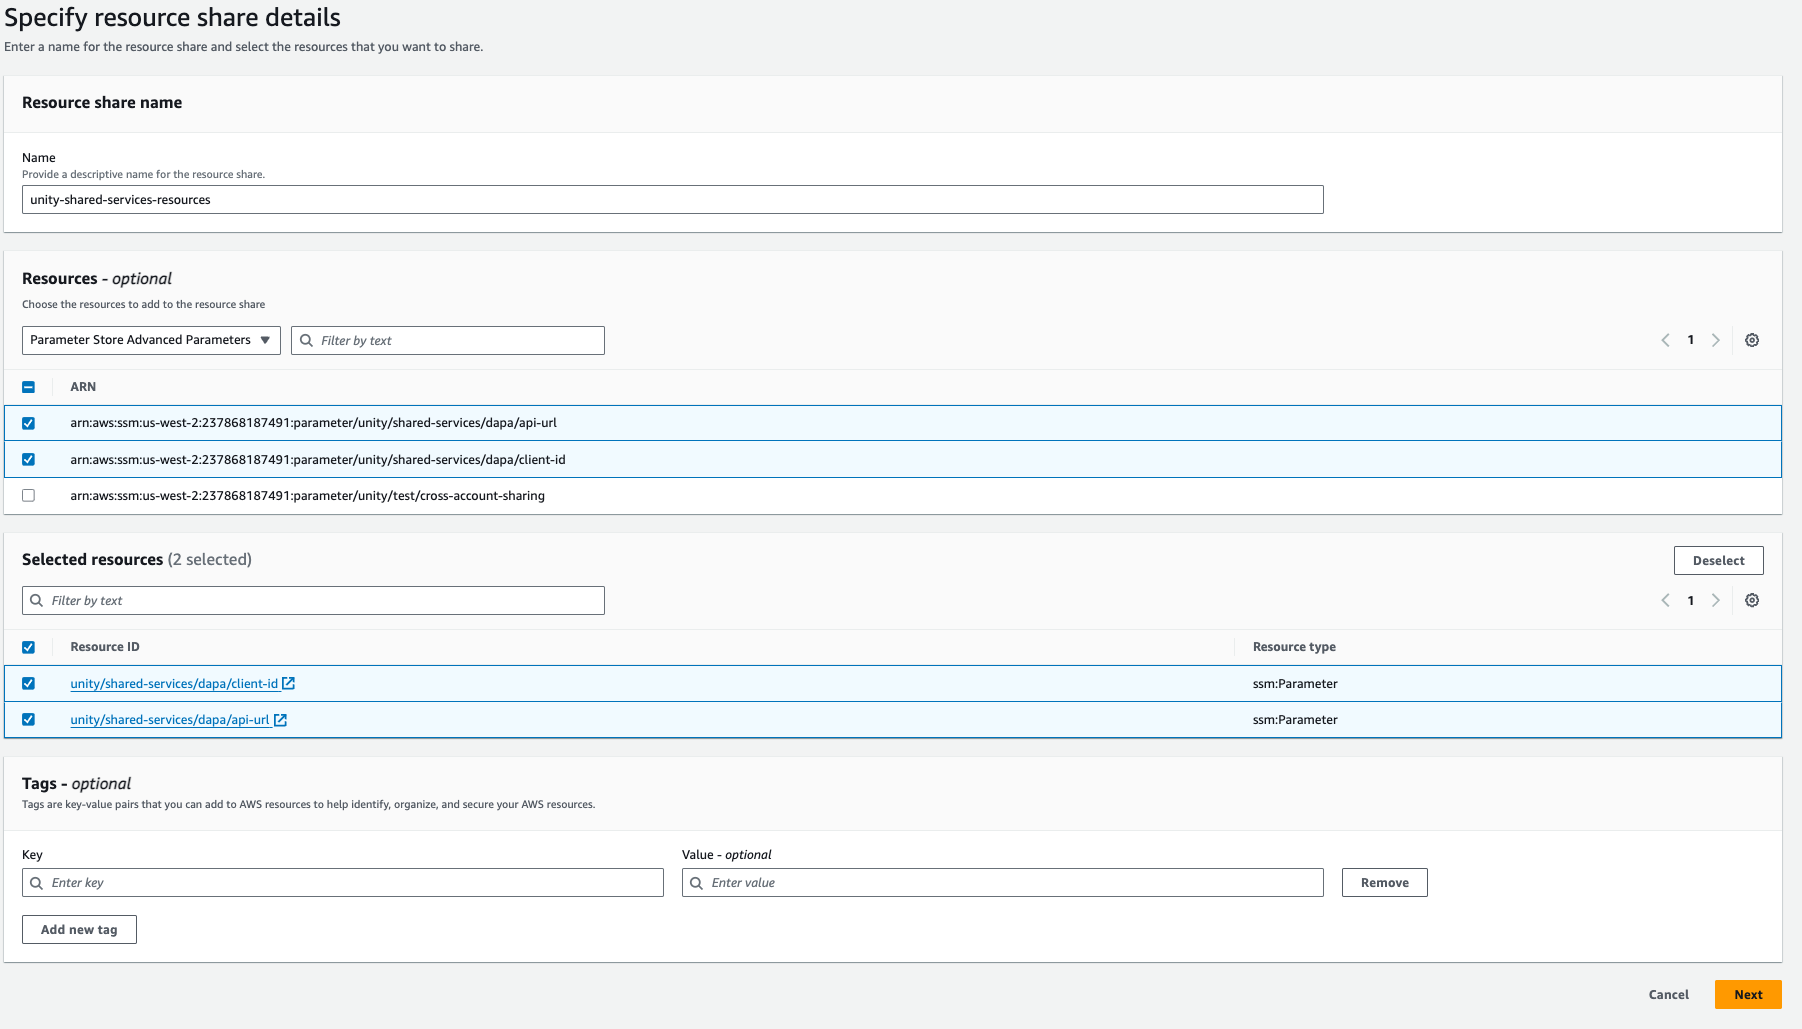 Specify resource share details
Enter a name for the resource share and select the resources that you want to share.
Resource share name
Name
Provide a descriptive name for the resource share.
unity-shared-services-resources
Resources - optional
Choose the resources to add to the resource share
Parameter Store Advanced Parameters
Filter by text
1
ARN
arn:aws:ssm:us-west-2:237868187491:parameter/unity/shared-services/dapa/api-url
arn:aws:ssm:us-west-2:237868187491:parameter/unity/shared-services/dapa/client-id
arn:aws:ssm:us-west-2:237868187491:parameter/unity/test/cross-account-sharing
Selected resources (2 selected)
Deselect
Filter by text
1
Resource ID
Resource type
unity/shared-services/dapa/client-id
ssm:Parameter
unity/shared-services/dapa/api-url
ssm:Parameter
Tags - optional
Tags are key-value pairs that you can add to AWS resources to help identify, organize, and secure your AWS resources.
Key
Value - optional
Enter key
Enter value
Remove
Add new tag
Cancel
Next